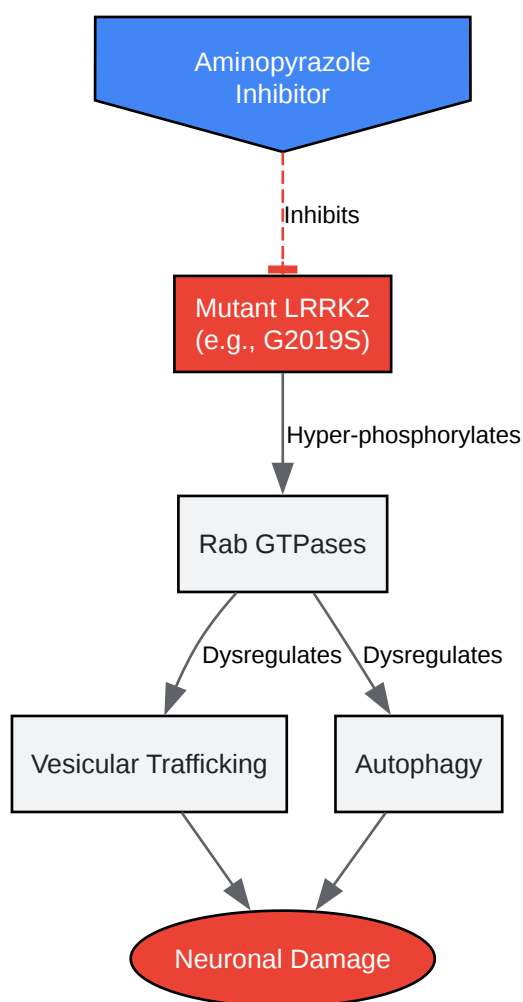 Aminopyrazole
Inhibitor
Inhibits
Mutant LRRK2
(e.g., G2019S)
Hyper-phosphorylates
Rab GTPases
Dysregulates
Dysregulates
Vesicular Trafficking
Autophagy
Neuronal Damage